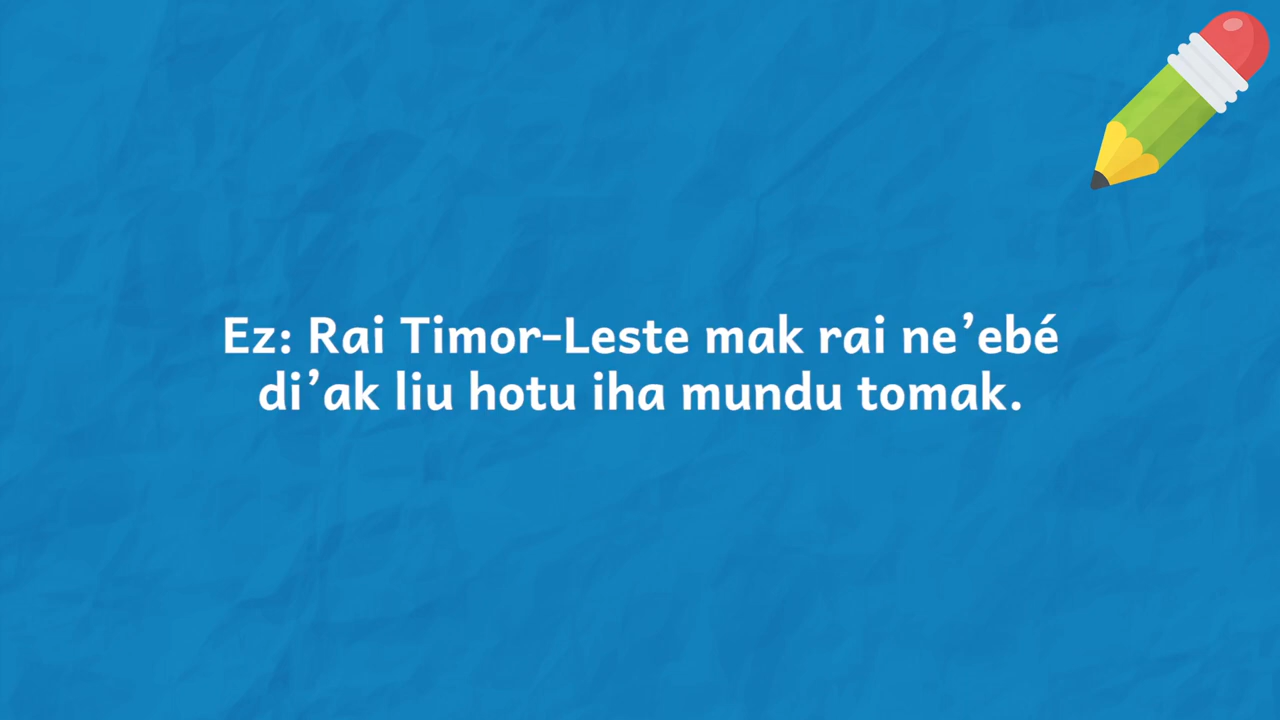 Ez: Rai Timor-Leste mak rai ne’ebé
di’ak liu hotu iha mundu tomak.